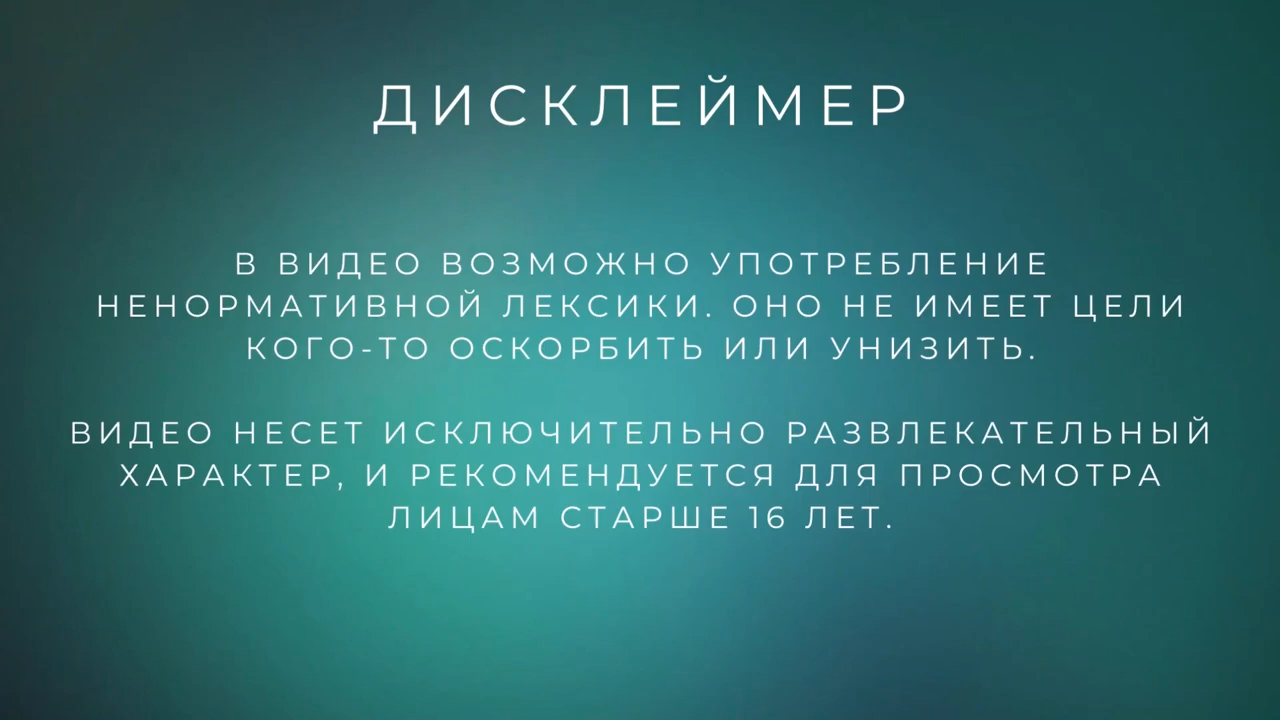 ДИСКЛЕЙМЕР
В ВИДЕО ВОЗМОЖНО УПОТРЕБЛЕНИЕ
НЕНОРМАТИВНОЙ ЛЕКСИКИ. ОНО НЕ ИМЕЕТ ЦЕЛИ
КОГО-ТО ОСКОРБИТЬ ИЛИ УНИЗИТЬ.
ВИДЕО НЕСЕТ ИСКЛЮЧИТЕЛЬНО РАЗВЛЕКАТЕЛЬНЫЙ
ХАРАКТЕР, И РЕКОМЕНДУЕТСЯ ДЛЯ ПРОСМОТРА
ЛИЦАМ СТАРШЕ 16 ЛЕТ.